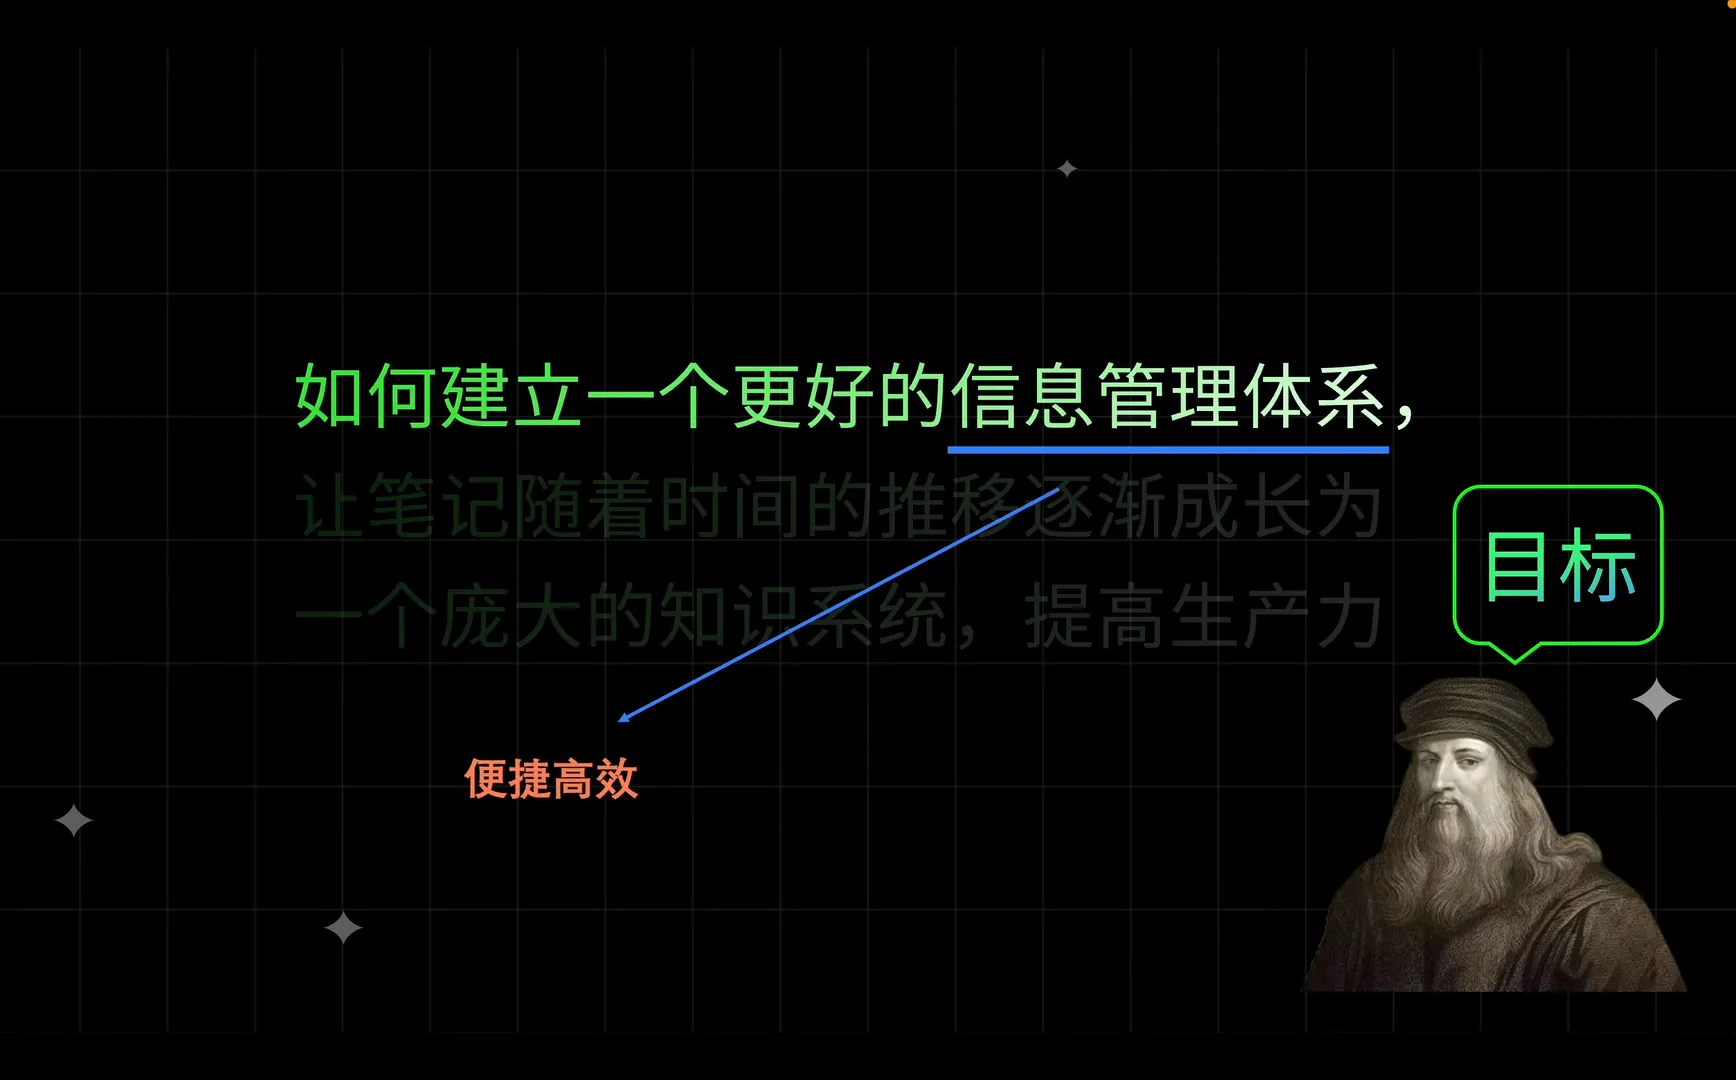 如何建立一个更好的信息管理体系，
让笔记随着时间的推移逐渐成长为
一个庞大的知识系统，提高生产力
目标
便捷高效